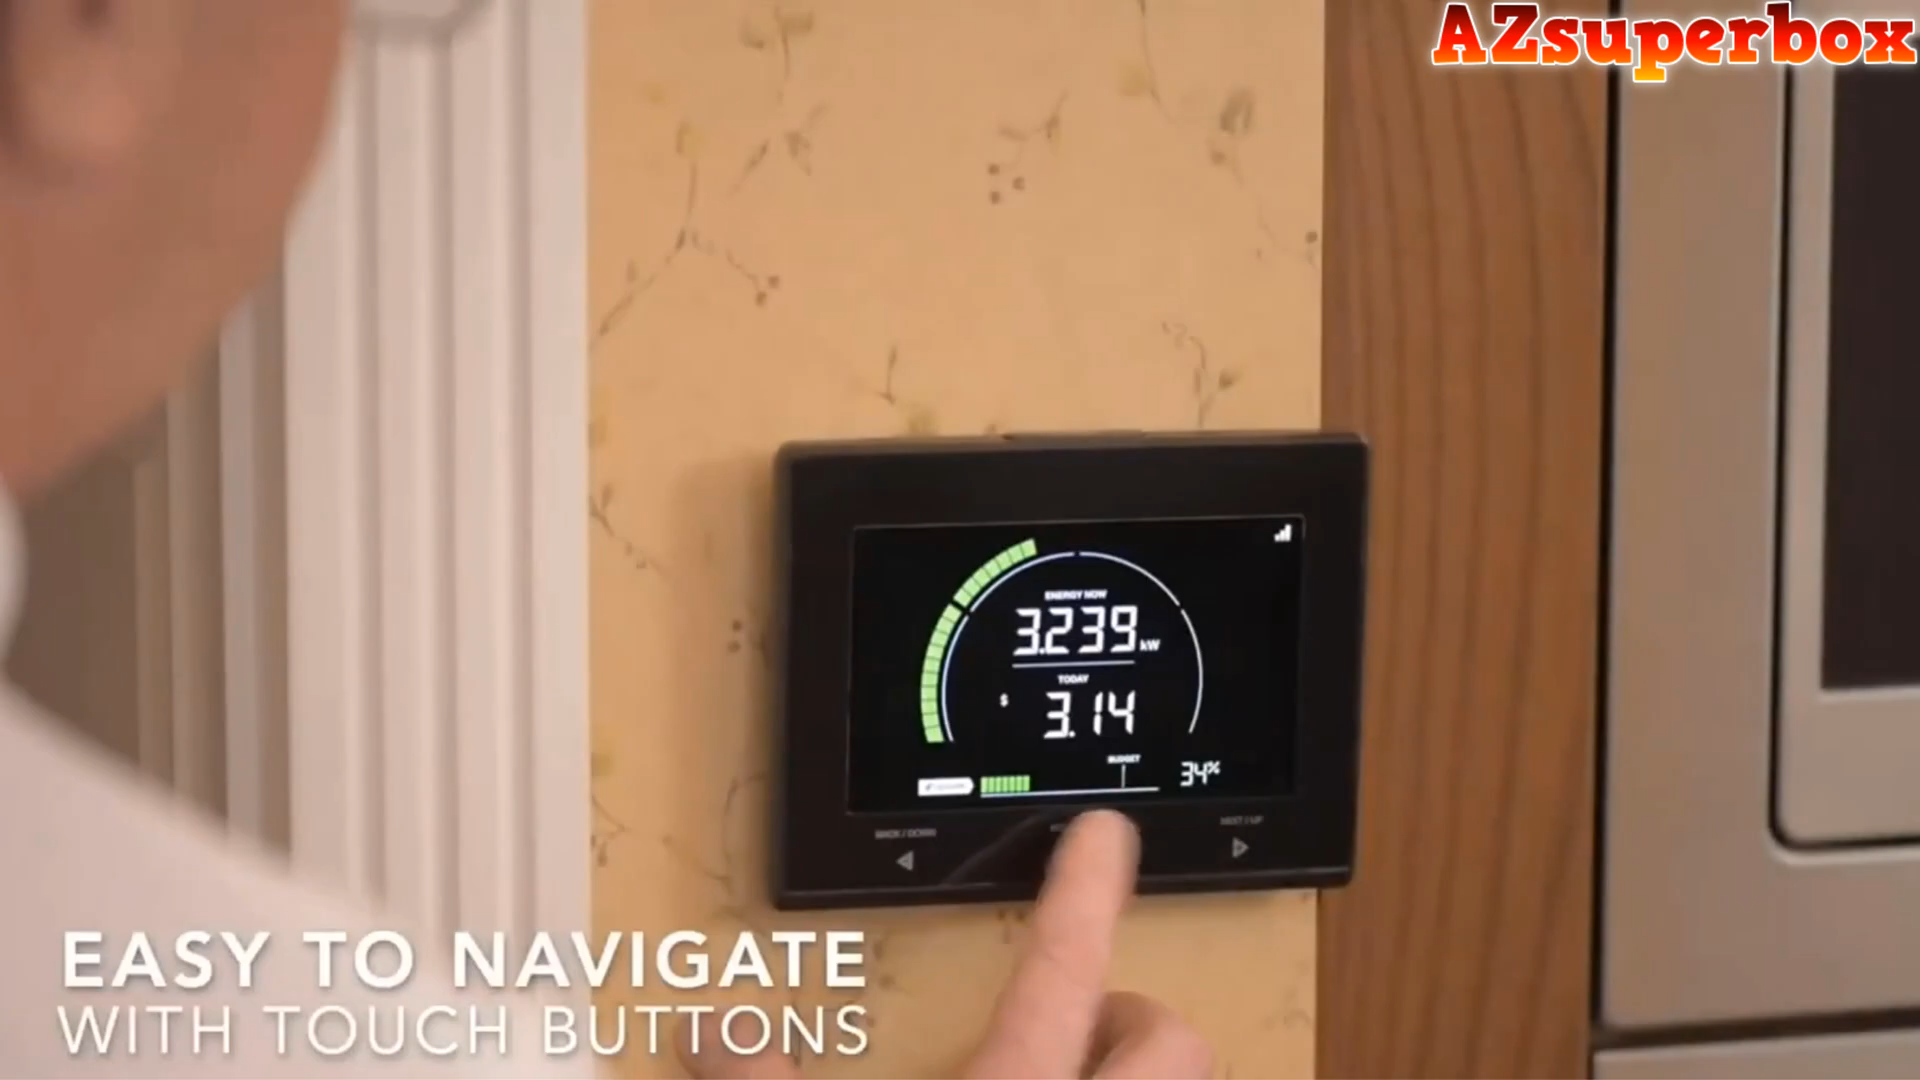 AZsuperbox
ENERGY NOW
3.239 kW
TODAY
$ 3.14
BUDGET
34%
BACK / DOWN
NEXT / UP
EASY TO NAVIGATE
WITH TOUCH BUTTONS